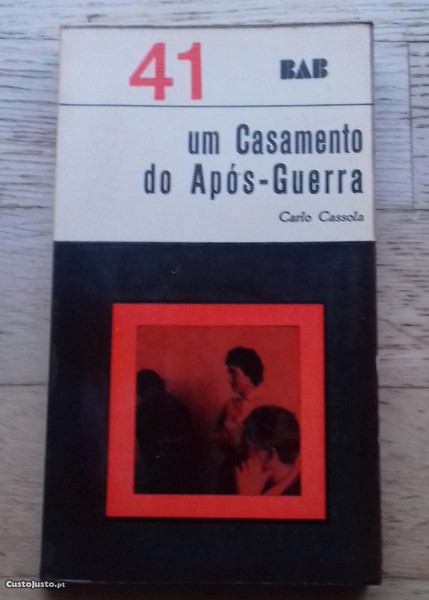 41 BAB
um Casamento
do Após-Guerra
Carlo Cassola
CustoJusto.pt